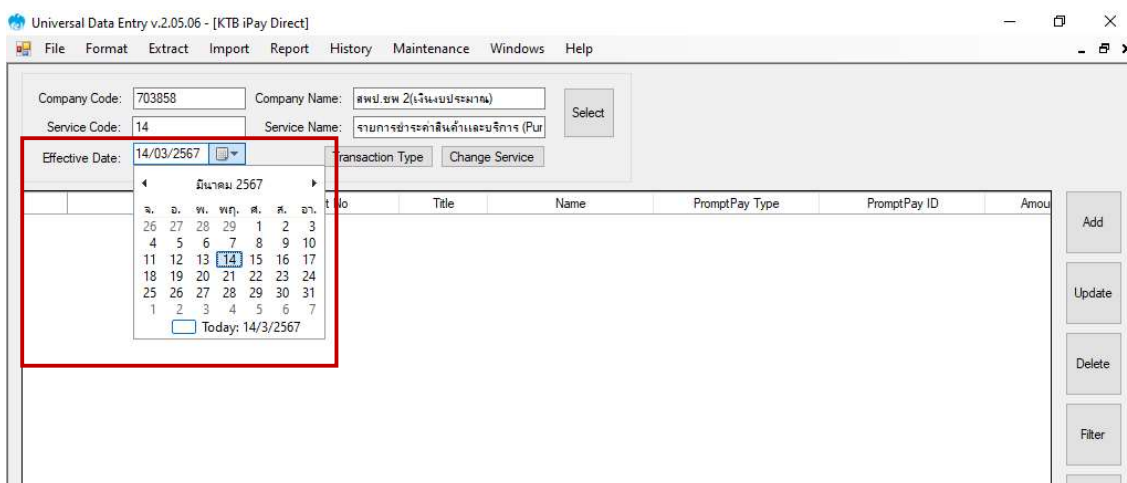 Universal Data Entry v.2.05.06 - [KTB iPay Direct]
File Format Extract Import Report History Maintenance Windows Help
Company Code: 703858 Company Name: สพป.ชพ 2(เงินงบประมาณ) Select
Service Code: 14 Service Name: รายการชำระค่าสินค้าและบริการ (Pur
Effective Date: 14/03/2567 ransaction Type Change Service
มีนาคม 2567
t No Title Name PromptPay Type PromptPay ID Amou
จ. อ. พ. พฤ. ศ. ส. อา.
26 27 28 29 1 2 3
4 5 6 7 8 9 10
11 12 13 14 15 16 17
18 19 20 21 22 23 24
25 26 27 28 29 30 31
1 2 3 4 5 6 7
Today: 14/3/2567
Add
Update
Delete
Filter